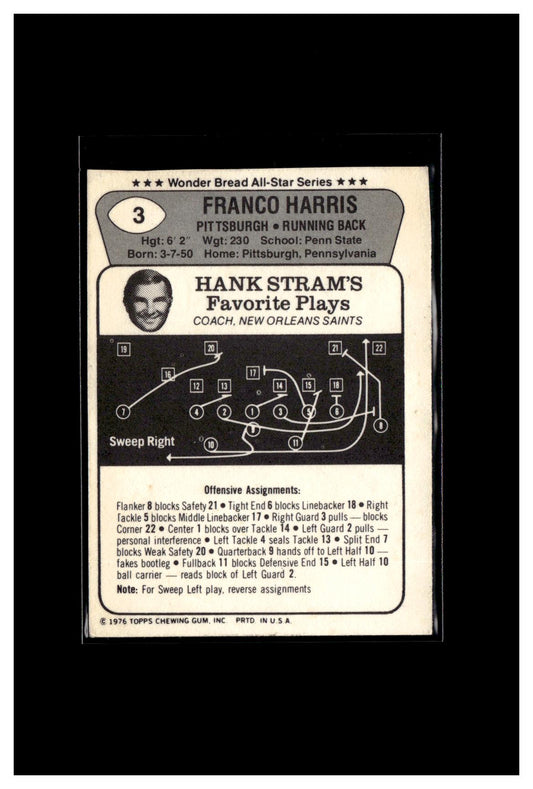 ★★★ Wonder Bread All-Star Series ★★★
3
FRANCO HARRIS
PITTSBURGH • RUNNING BACK
Hgt: 6' 2" Wgt: 230 School: Penn State
Born: 3-7-50 Home: Pittsburgh, Pennsylvania
HANK STRAM'S
Favorite Plays
COACH, NEW ORLEANS SAINTS
19 20 21 22
16 17
12 13 14 15 18
7 4 2 1 3 5 6 8
Sweep Right
10 11
Offensive Assignments:
Flanker 8 blocks Safety 21 • Tight End 6 blocks Linebacker 18 • Right
Tackle 5 blocks Middle Linebacker 17 • Right Guard 3 pulls — blocks
Corner 22 • Center 1 blocks over Tackle 14 • Left Guard 2 pulls —
personal interference • Left Tackle 4 seals Tackle 13 • Split End 7
blocks Weak Safety 20 • Quarterback 9 hands off to Left Half 10 —
fakes bootleg • Fullback 11 blocks Defensive End 15 • Left Half 10
ball carrier — reads block of Left Guard 2.
Note: For Sweep Left play, reverse assignments
© 1976 TOPPS CHEWING GUM, INC. PRTD IN U.S.A.